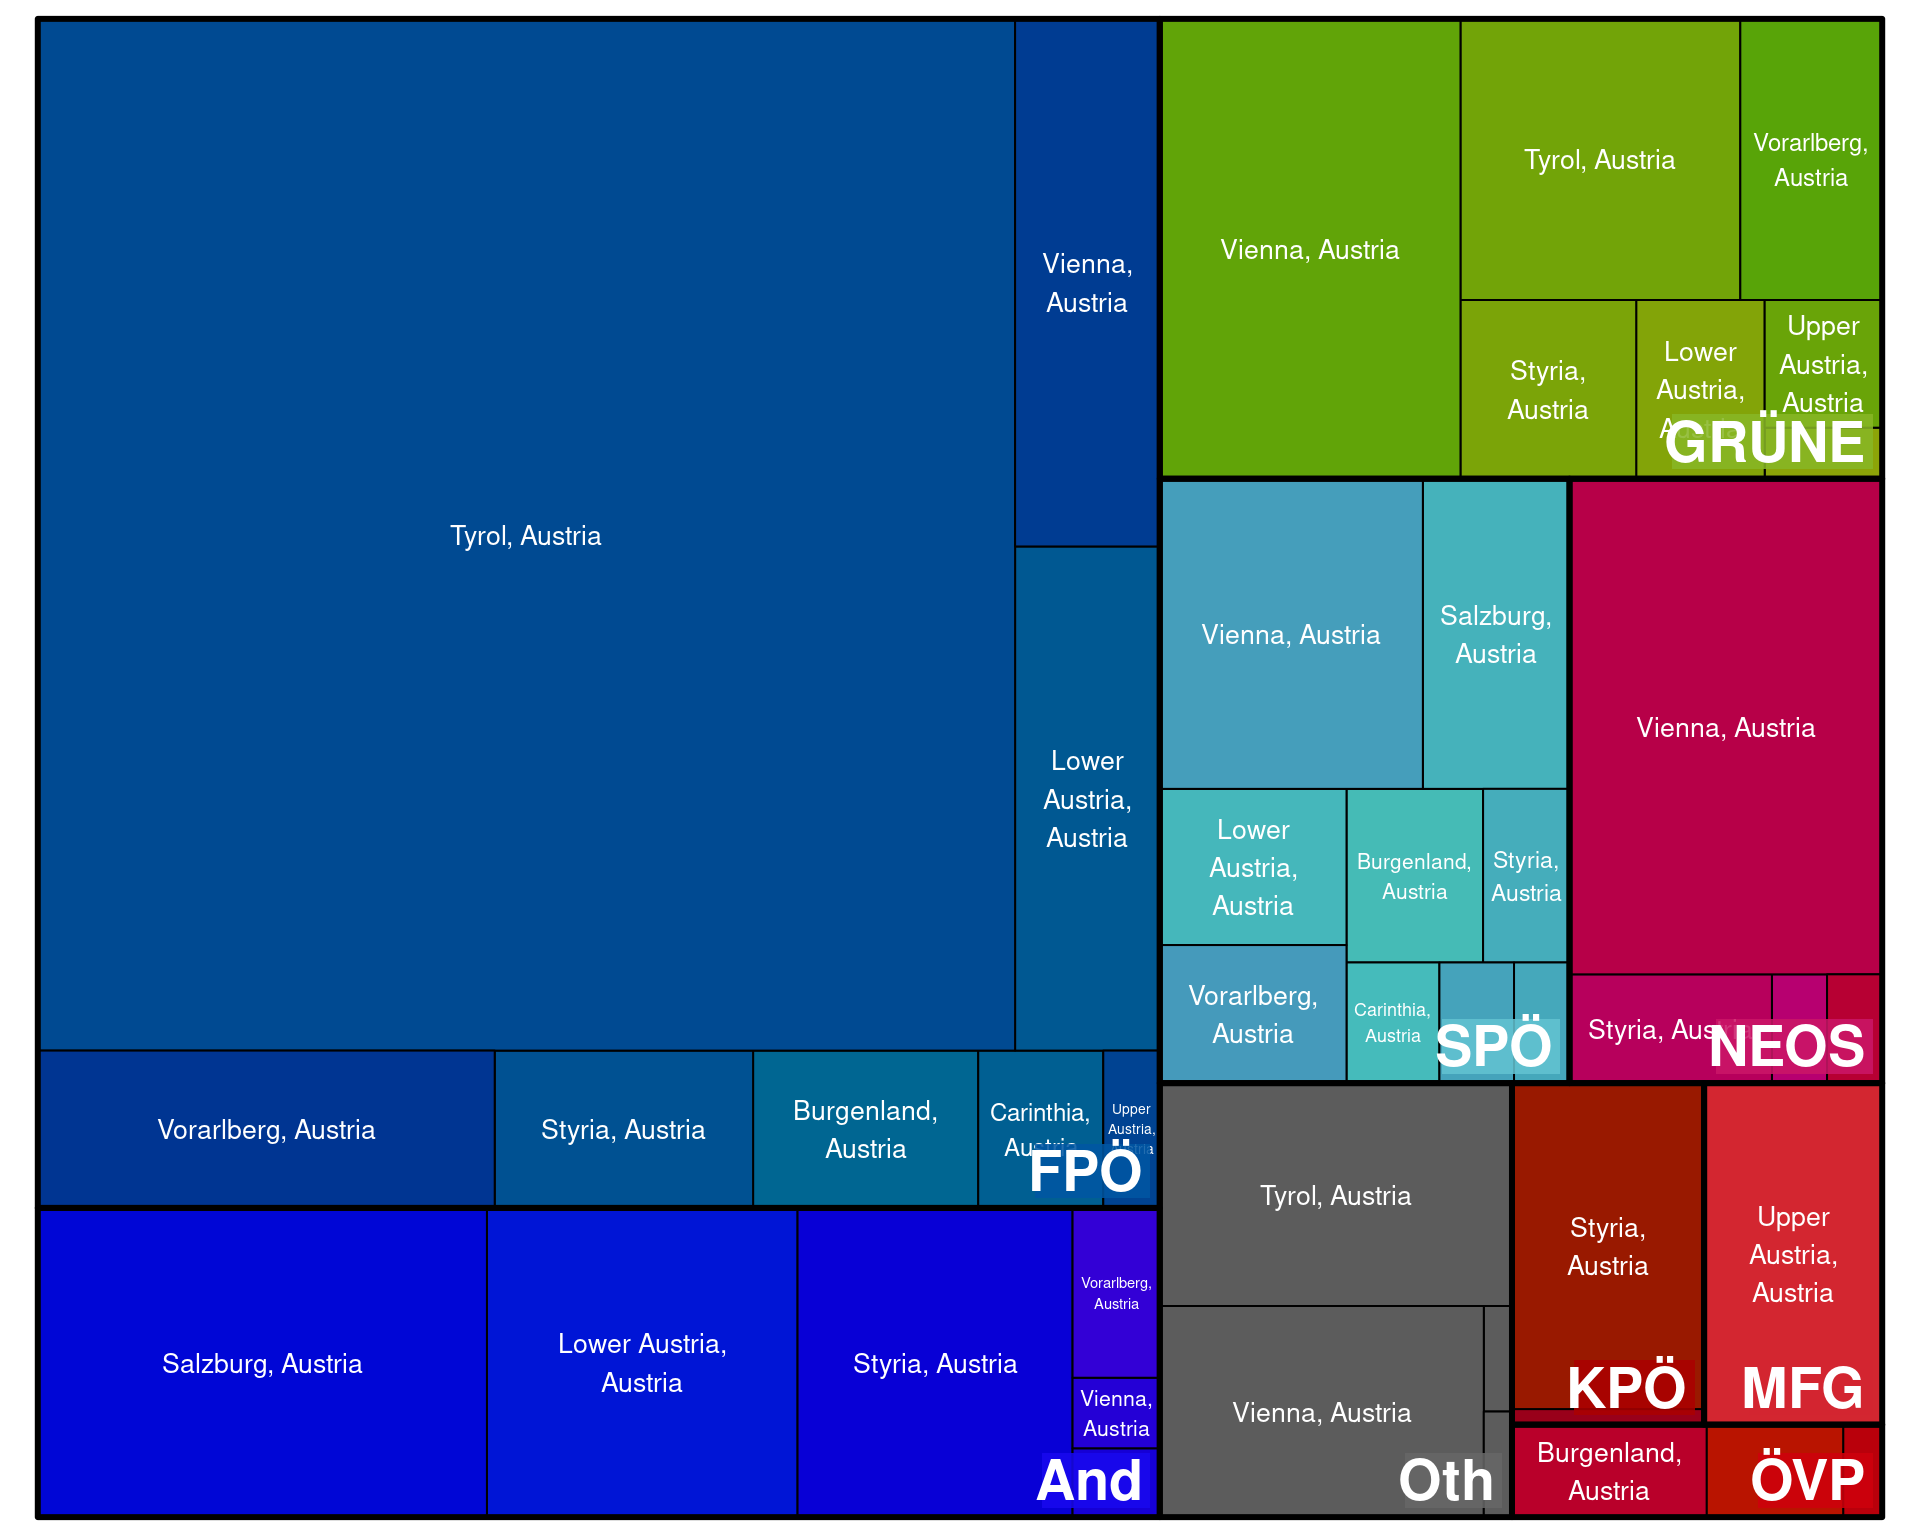 Tyrol, Austria
Vienna,
Austria
Lower
Austria,
Austria
Vorarlberg, Austria
Styria, Austria
Burgenland,
Austria
Carinthia,
Austria
Upper
Austria,
FPÖ
Salzburg, Austria
Lower Austria,
Austria
Styria, Austria
Vorarlberg,
Austria
Vienna,
Austria
And
Vienna, Austria
Tyrol, Austria
Vorarlberg,
Austria
Styria,
Austria
Lower
Austria,
Upper
Austria,
Austria
GRÜNE
Vienna, Austria
Salzburg,
Austria
Lower
Austria,
Austria
Burgenland,
Austria
Styria,
Austria
Vorarlberg,
Austria
Carinthia,
Austria
SPÖ
Vienna, Austria
Styria, Austria
NEOS
Tyrol, Austria
Vienna, Austria
Oth
Styria,
Austria
KPÖ
Upper
Austria,
Austria
MFG
Burgenland,
Austria
ÖVP